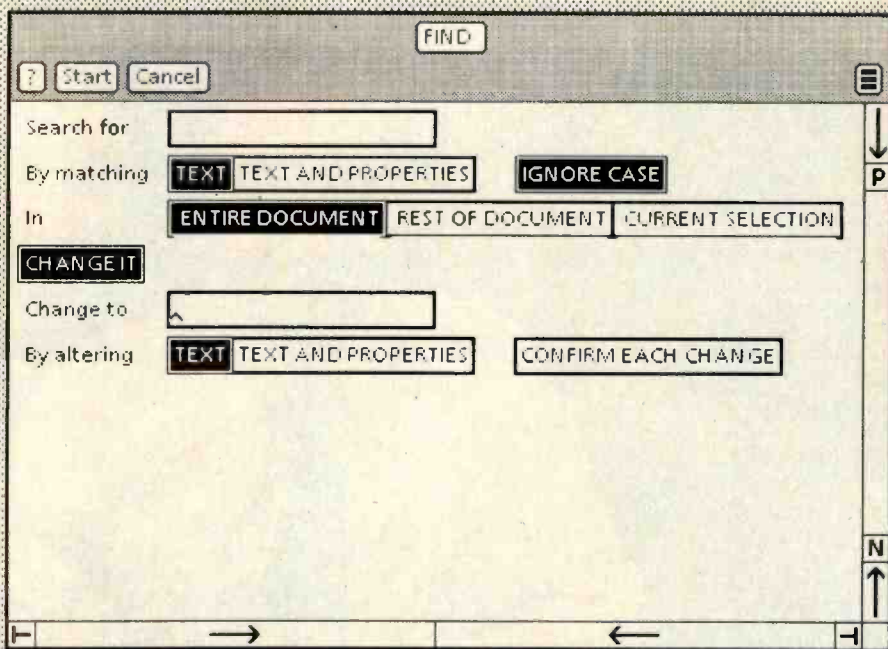 FIND
? Start Cancel
Search for
By matching TEXT TEXT AND PROPERTIES IGNORE CASE
P
In ENTIRE DOCUMENT REST OF DOCUMENT CURRENT SELECTION
CHANGE IT
Change to
By altering TEXT TEXT AND PROPERTIES CONFIRM EACH CHANGE
N